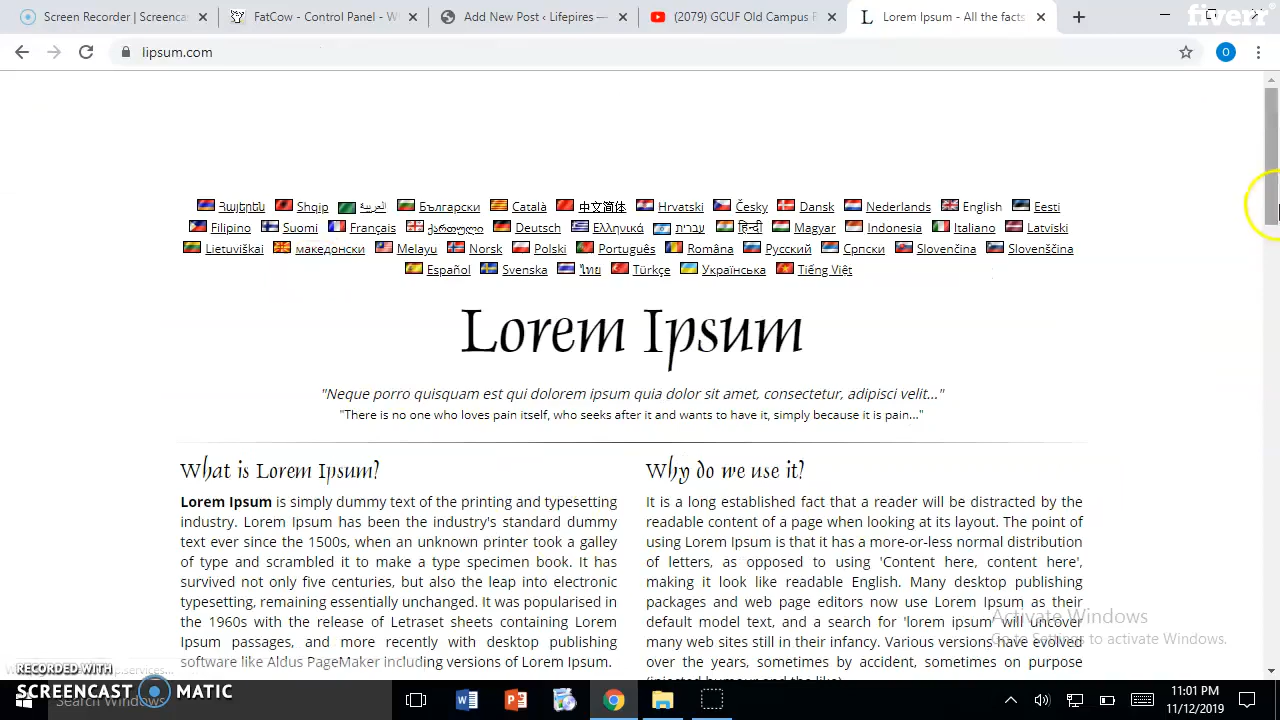 Screen Recorder | Screencast
FatCow - Control Panel - W
Add New Post ‹ Lifepires —
(2079) GCUF Old Campus F
Lorem Ipsum - All the facts
fiverr
lipsum.com
O
Հայերեն Shqip العربية Български Català 中文简体 Hrvatski Česky Dansk Nederlands English Eesti
Filipino Suomi Français ქართული Deutsch Ελληνικά עברית हिन्दी Magyar Indonesia Italiano Latviski
Lietuviškai македонски Melayu Norsk Polski Português Româna Русский Српски Slovenčina Slovenščina
Español Svenska ไทย Türkçe Українська Tiếng Việt
Lorem Ipsum
"Neque porro quisquam est qui dolorem ipsum quia dolor sit amet, consectetur, adipisci velit..."
"There is no one who loves pain itself, who seeks after it and wants to have it, simply because it is pain..."
What is Lorem Ipsum?
Lorem Ipsum is simply dummy text of the printing and typesetting
industry. Lorem Ipsum has been the industry's standard dummy
text ever since the 1500s, when an unknown printer took a galley
of type and scrambled it to make a type specimen book. It has
survived not only five centuries, but also the leap into electronic
typesetting, remaining essentially unchanged. It was popularised in
the 1960s with the release of Letraset sheets containing Lorem
Ipsum passages, and more recently with desktop publishing
software like Aldus PageMaker including versions of Lorem Ipsum.
Why do we use it?
It is a long established fact that a reader will be distracted by the
readable content of a page when looking at its layout. The point of
using Lorem Ipsum is that it has a more-or-less normal distribution
of letters, as opposed to using 'Content here, content here',
making it look like readable English. Many desktop publishing
packages and web page editors now use Lorem Ipsum as their
default model text, and a search for 'lorem ipsum' will uncover
many web sites still in their infancy. Various versions have evolved
over the years, sometimes by accident, sometimes on purpose
(injected humour and the like).
Activate Windows
Go to Settings to activate Windows.
RECORDED WITH
SCREENCAST MATIC
Search Windows
11:01 PM
11/12/2019